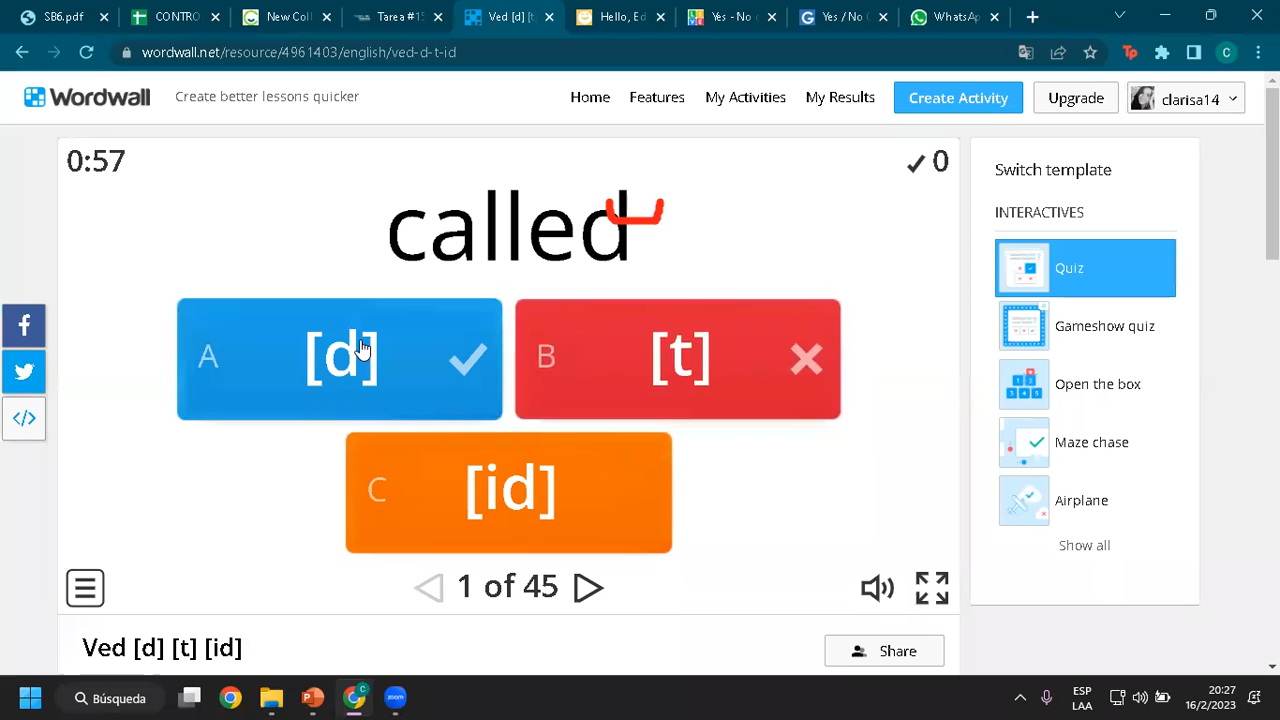 SB6.pdf
CONTRO
New Coll
Tarea #15
Ved [d] [t]
Hello, Ed
Yes - No c
Yes / No Q
WhatsAp
wordwall.net/resource/4961403/english/ved-d-t-id
Wordwall
Create better lessons quicker
Home
Features
My Activities
My Results
Create Activity
Upgrade
clarisa14
0:57
0
called
A
[d]
B
[t]
C
[id]
1 of 45
Switch template
INTERACTIVES
Quiz
Gameshow quiz
Open the box
Maze chase
Airplane
Show all
Ved [d] [t] [id]
Share
Búsqueda
zoom
ESP
LAA
20:27
16/2/2023